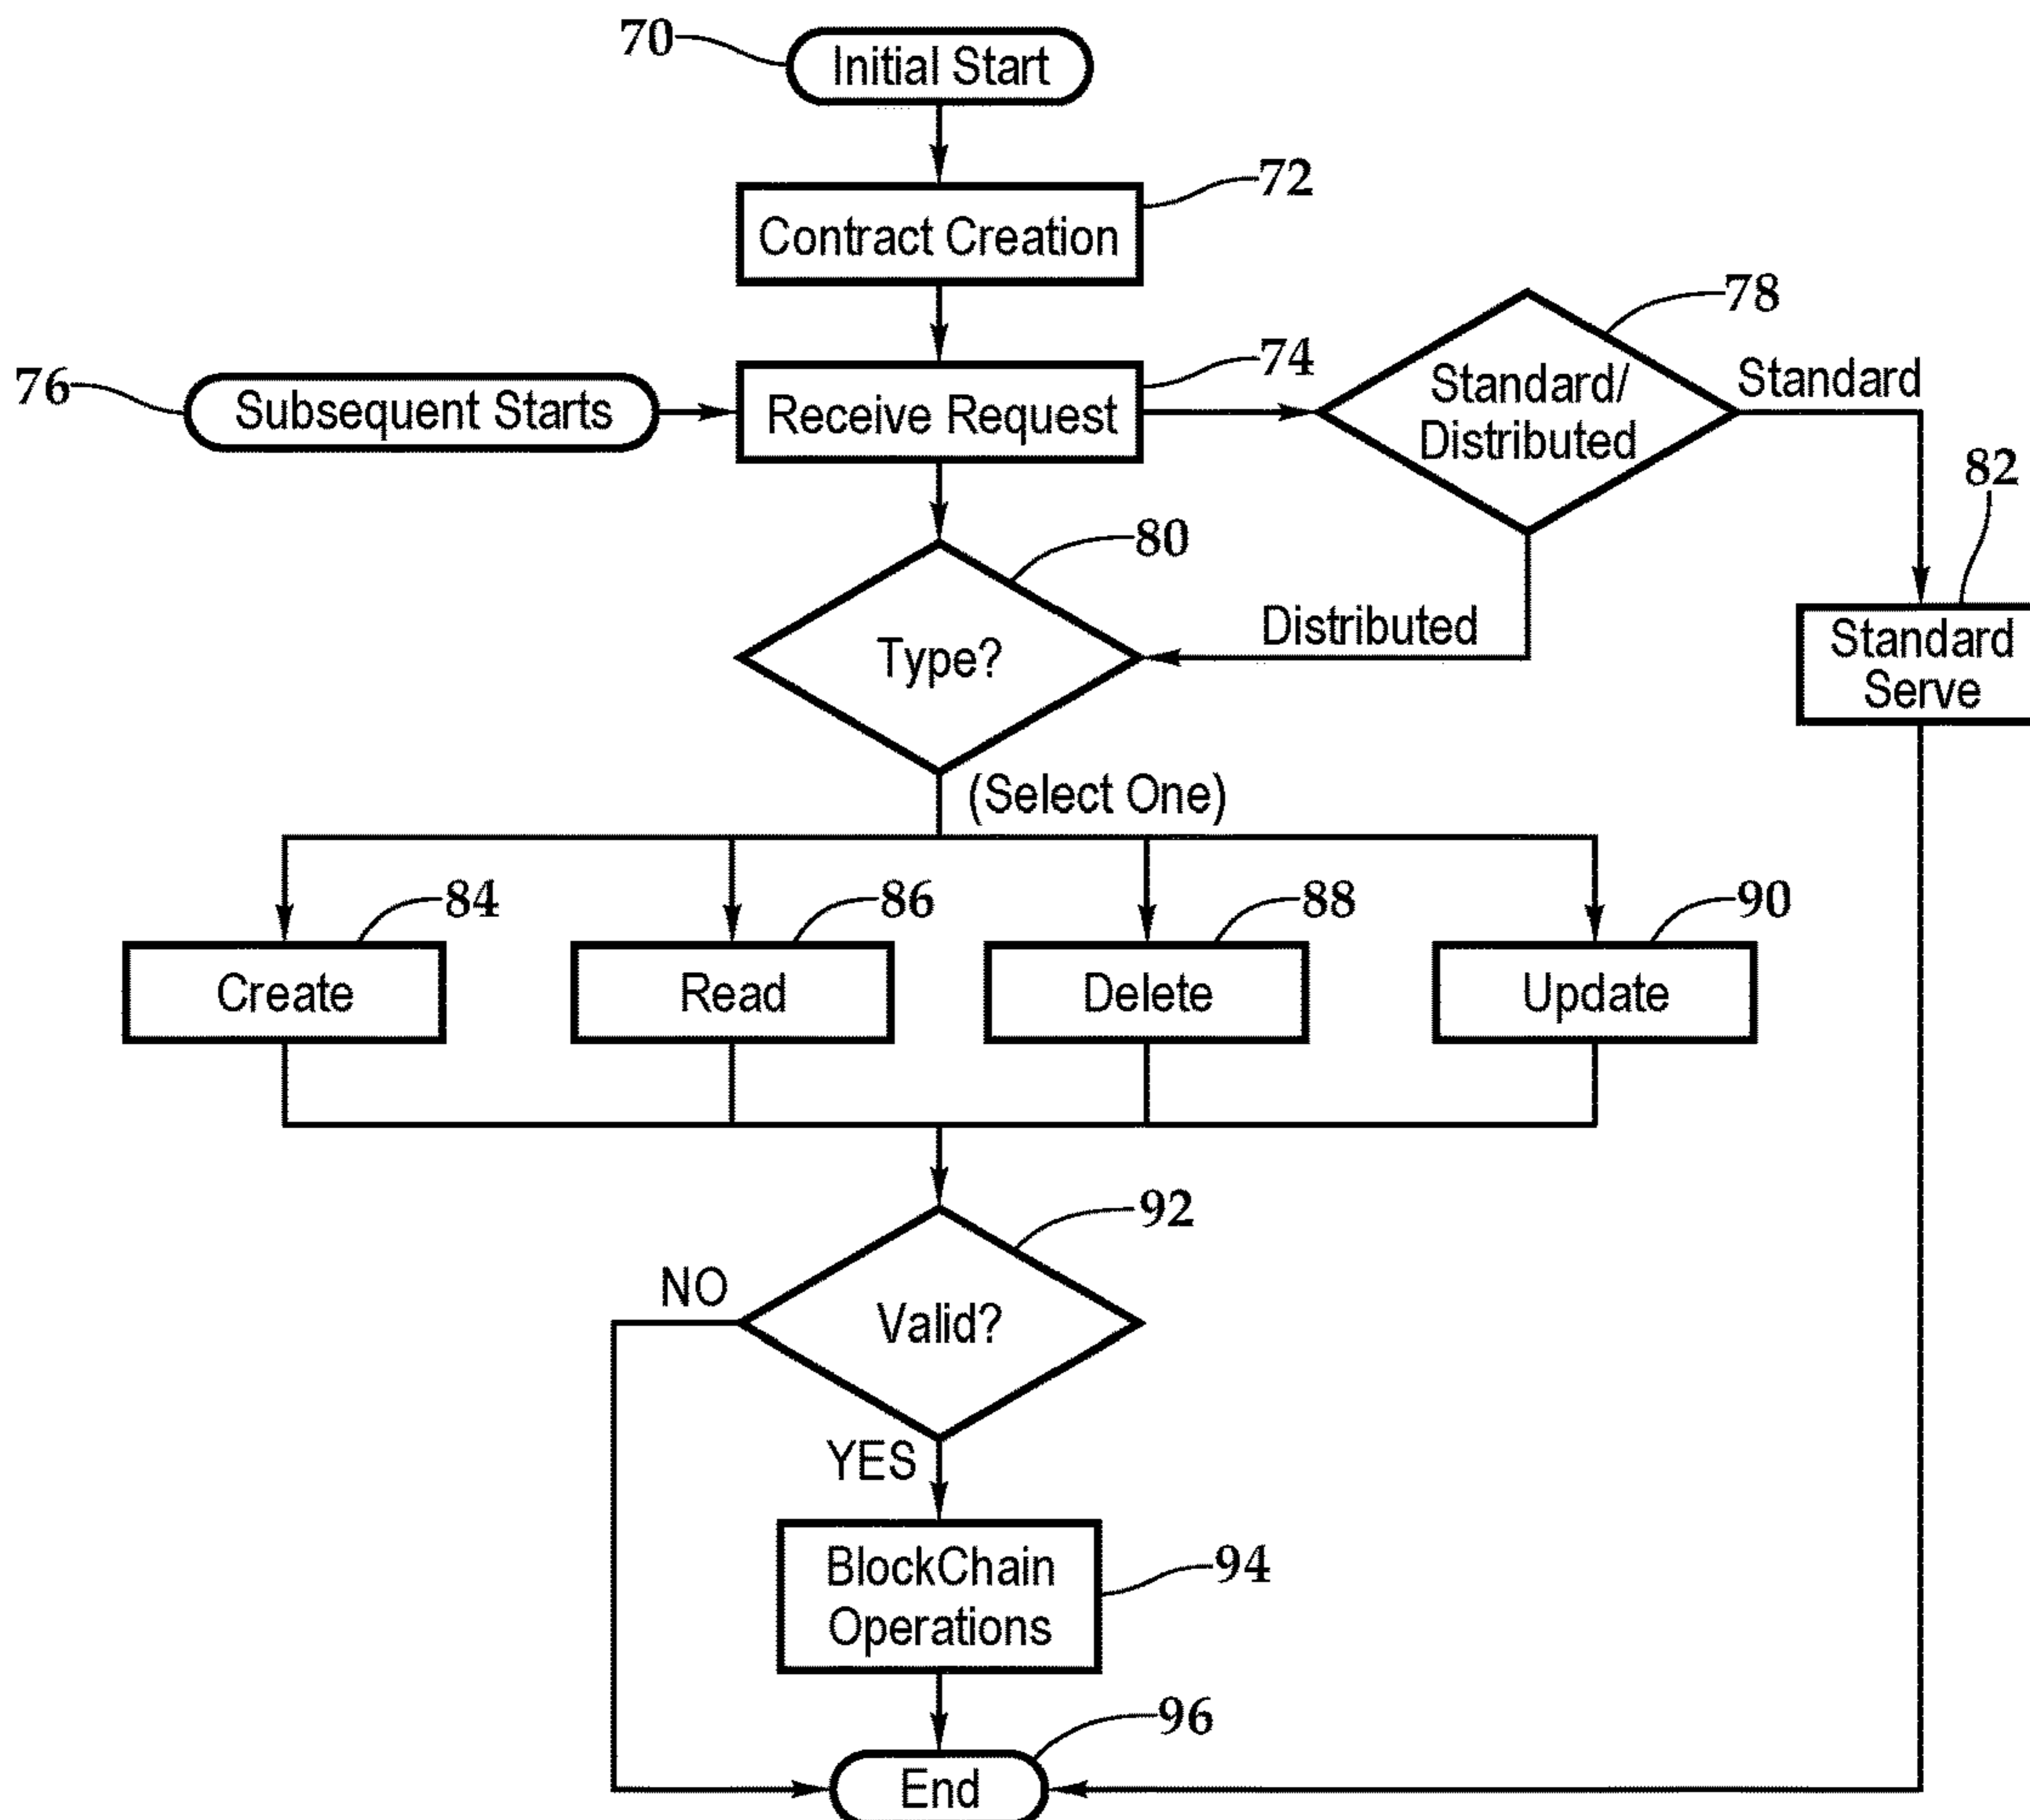 70
Initial Start
72
Contract Creation
78
74
76
Standard/
Distributed
Standard
Subsequent Starts
Receive Request
82
80
Distributed
Type?
Standard
Serve
(Select One)
84
86
88
90
Create
Read
Delete
Update
92
NO
Valid?
YES
BlockChain
Operations
94
96
End